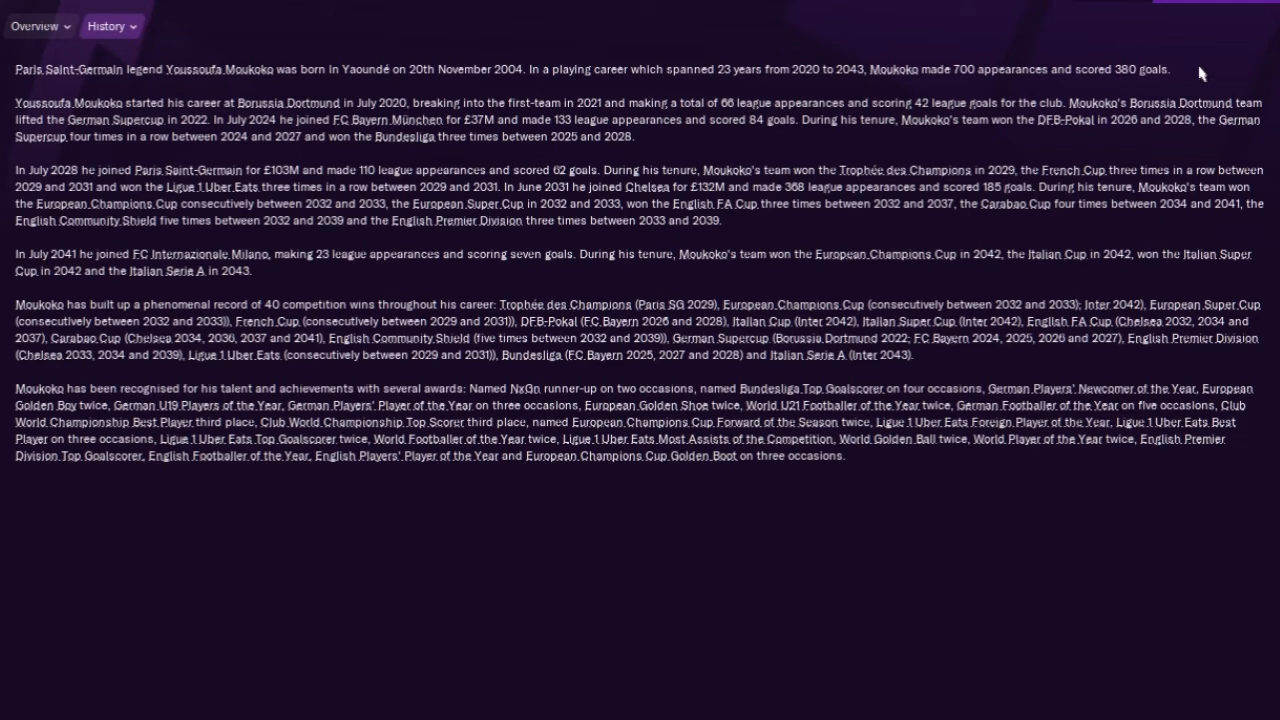 Overview
History
Paris Saint-Germain legend Youssoufa Moukoko was born in Yaoundé on 20th November 2004. In a playing career which spanned 23 years from 2020 to 2043, Moukoko made 700 appearances and scored 380 goals.
Youssoufa Moukoko started his career at Borussia Dortmund in July 2020, breaking into the first-team in 2021 and making a total of 66 league appearances and scoring 42 league goals for the club. Moukoko's Borussia Dortmund team
lifted the German Supercup in 2022. In July 2024 he joined FC Bayern München for £37M and made 133 league appearances and scored 84 goals. During his tenure, Moukoko's team won the DFB-Pokal in 2026 and 2028, the German
Supercup four times in a row between 2024 and 2027 and won the Bundesliga three times between 2025 and 2028.
In July 2028 he joined Paris Saint-Germain for £103M and made 110 league appearances and scored 62 goals. During his tenure, Moukoko's team won the Trophée des Champions in 2029, the French Cup three times in a row between
2029 and 2031 and won the Ligue 1 Uber Eats three times in a row between 2029 and 2031. In June 2031 he joined Chelsea for £132M and made 368 league appearances and scored 185 goals. During his tenure, Moukoko's team won
the European Champions Cup consecutively between 2032 and 2033, the European Super Cup in 2032 and 2033, won the English FA Cup three times between 2032 and 2037, the Carabao Cup four times between 2034 and 2041, the
English Community Shield five times between 2032 and 2039 and the English Premier Division three times between 2033 and 2039.
In July 2041 he joined FC Internazionale Milano, making 23 league appearances and scoring seven goals. During his tenure, Moukoko's team won the European Champions Cup in 2042, the Italian Cup in 2042, won the Italian Super
Cup in 2042 and the Italian Serie A in 2043.
Moukoko has built up a phenomenal record of 40 competition wins throughout his career: Trophée des Champions (Paris SG 2029), European Champions Cup (consecutively between 2032 and 2033); Inter 2042), European Super Cup
(consecutively between 2032 and 2033)), French Cup (consecutively between 2029 and 2031)), DFB-Pokal (FC Bayern 2026 and 2028), Italian Cup (Inter 2042), Italian Super Cup (Inter 2042), English FA Cup (Chelsea 2032, 2034 and
2037), Carabao Cup (Chelsea 2034, 2036, 2037 and 2041), English Community Shield (five times between 2032 and 2039)), German Supercup (Borussia Dortmund 2022; FC Bayern 2024, 2025, 2026 and 2027), English Premier Division
(Chelsea 2033, 2034 and 2039), Ligue 1 Uber Eats (consecutively between 2029 and 2031)), Bundesliga (FC Bayern 2025, 2027 and 2028) and Italian Serie A (Inter 2043).
Moukoko has been recognised for his talent and achievements with several awards: Named NxGn runner-up on two occasions, named Bundesliga Top Goalscorer on four occasions, German Players' Newcomer of the Year, European
Golden Boy twice, German U19 Players of the Year, German Players' Player of the Year on three occasions, European Golden Shoe twice, World U21 Footballer of the Year twice, German Footballer of the Year on five occasions, Club
World Championship Best Player third place, Club World Championship Top Scorer third place, named European Champions Cup Forward of the Season twice, Ligue 1 Uber Eats Foreign Player of the Year, Ligue 1 Uber Eats Best
Player on three occasions, Ligue 1 Uber Eats Top Goalscorer twice, World Footballer of the Year twice, Ligue 1 Uber Eats Most Assists of the Competition, World Golden Ball twice, World Player of the Year twice, English Premier
Division Top Goalscorer, English Footballer of the Year, English Players' Player of the Year and European Champions Cup Golden Boot on three occasions.